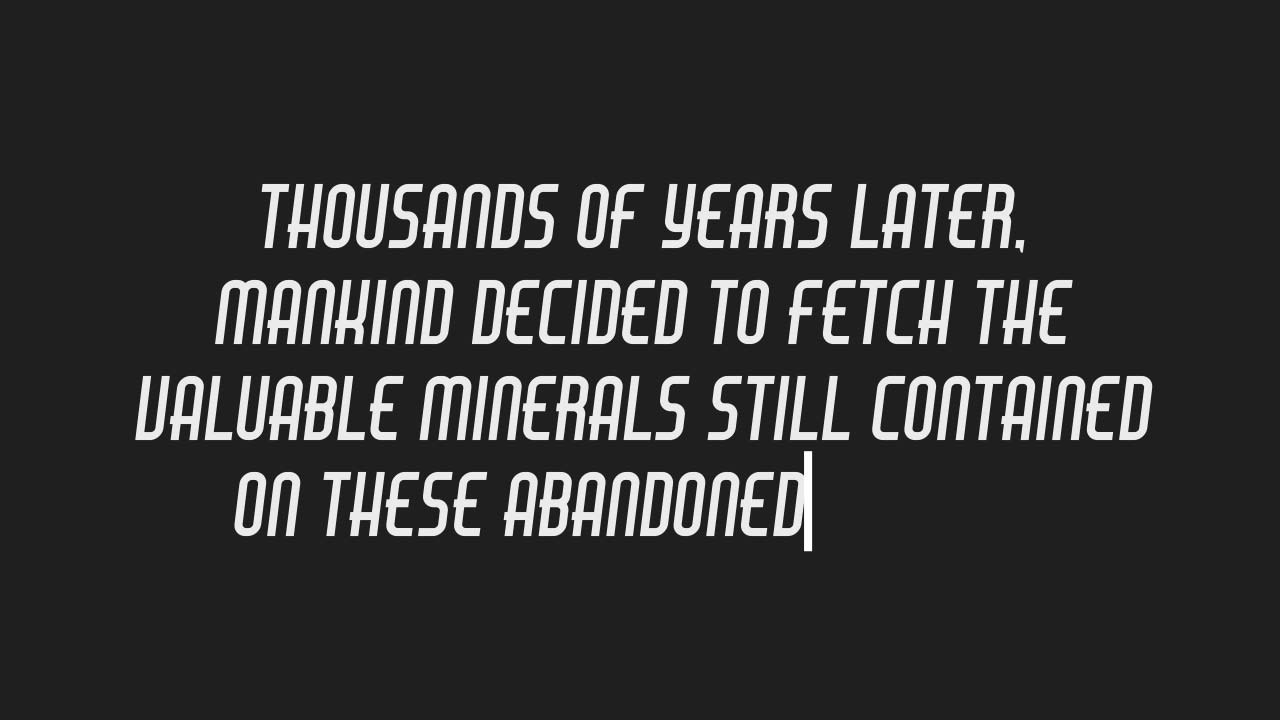 THOUSANDS OF YEARS LATER,
MANKIND DECIDED TO FETCH THE
VALUABLE MINERALS STILL CONTAINED
ON THESE ABANDONED